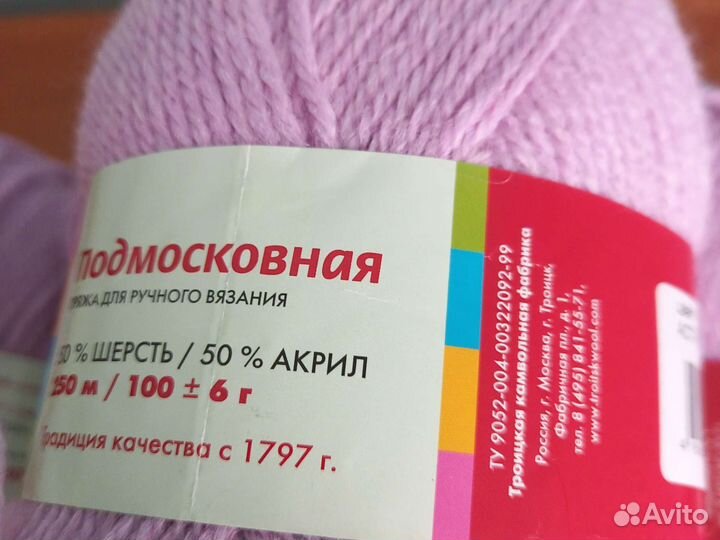 Подмосковная
ПРЯЖА ДЛЯ РУЧНОГО ВЯЗАНИЯ
50 % ШЕРСТЬ / 50 % АКРИЛ
250 м / 100 ± 6 г
Традиция качества с 1797 г.
ТУ 9052-004-00322092-99
Троицкая камвольная фабрика
Россия, г. Москва, г. Троицк,
Фабричная пл., д. 1,
тел. 8 (495) 841-55-71.
www.troitskwool.com
Avito